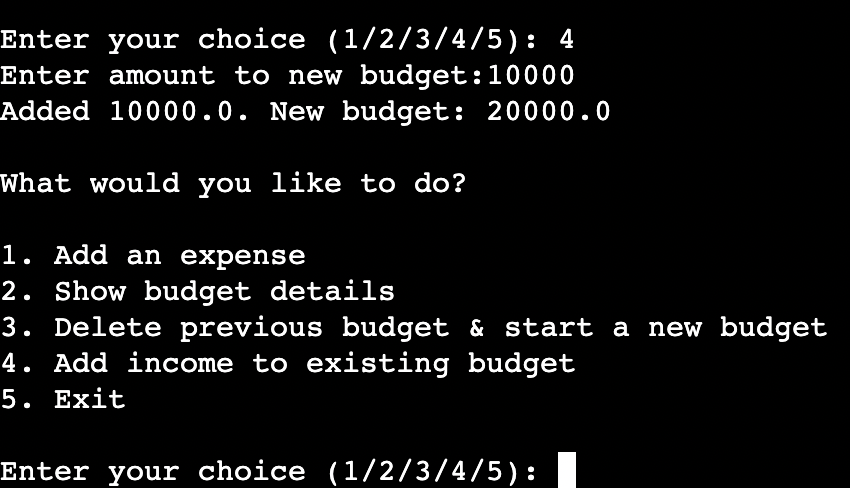 Enter your choice (1/2/3/4/5): 4
Enter amount to new budget:10000
Added 10000.0. New budget: 20000.0
What would you like to do?
1. Add an expense
2. Show budget details
3. Delete previous budget & start a new budget
4. Add income to existing budget
5. Exit
Enter your choice (1/2/3/4/5):